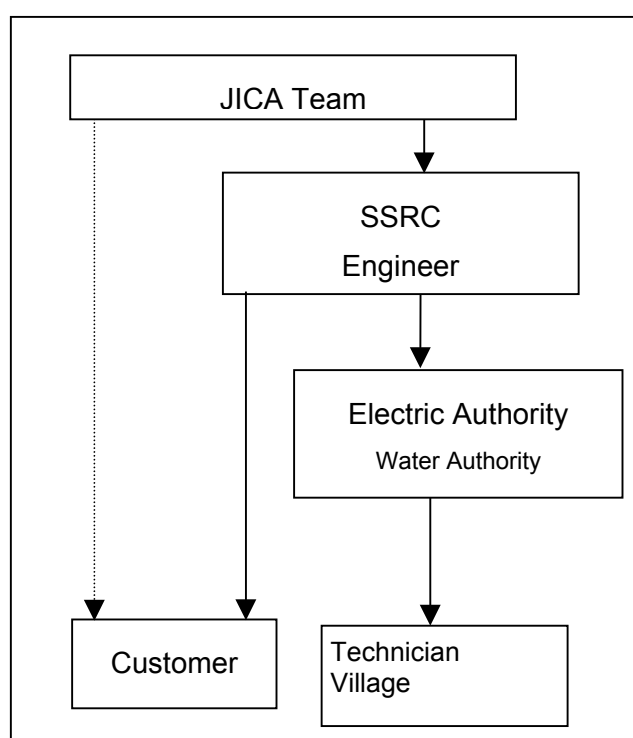 JICA Team
SSRC
Engineer
Electric Authority
Water Authority
Customer
Technician
Village